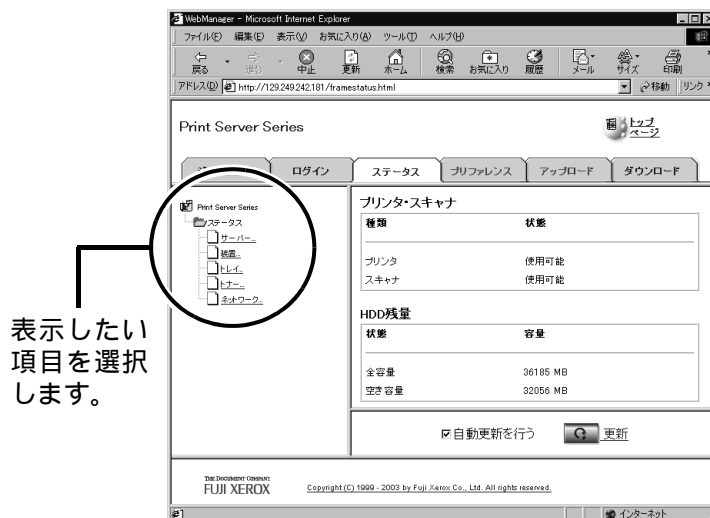 WebManager - Microsoft Internet Explorer
ファイル(F) 編集(E) 表示(V) お気に入り(A) ツール(T) ヘルプ(H)
戻る 進む 中止 更新 ホーム 検索 お気に入り 履歴 メール サイズ 印刷
アドレス(D) http://129.249.242.181/framestatus.html 移動 リンク
Print Server Series
トップ
ページ
ログイン ステータス プリファレンス アップロード ダウンロード
Print Server Series
ステータス
サーバー...
装置...
トレイ...
トナー...
ネットワーク...
プリンタ・スキャナ
種類 状態
プリンタ 使用可能
スキャナ 使用可能
HDD残量
状態 容量
全容量 36185 MB
空き容量 32056 MB
自動更新を行う 更新
表示したい
項目を選択
します。
THE DOCUMENT COMPANY
FUJI XEROX
Copyright (C) 1999 - 2003 by Fuji Xerox Co., Ltd. All rights reserved.
インターネット